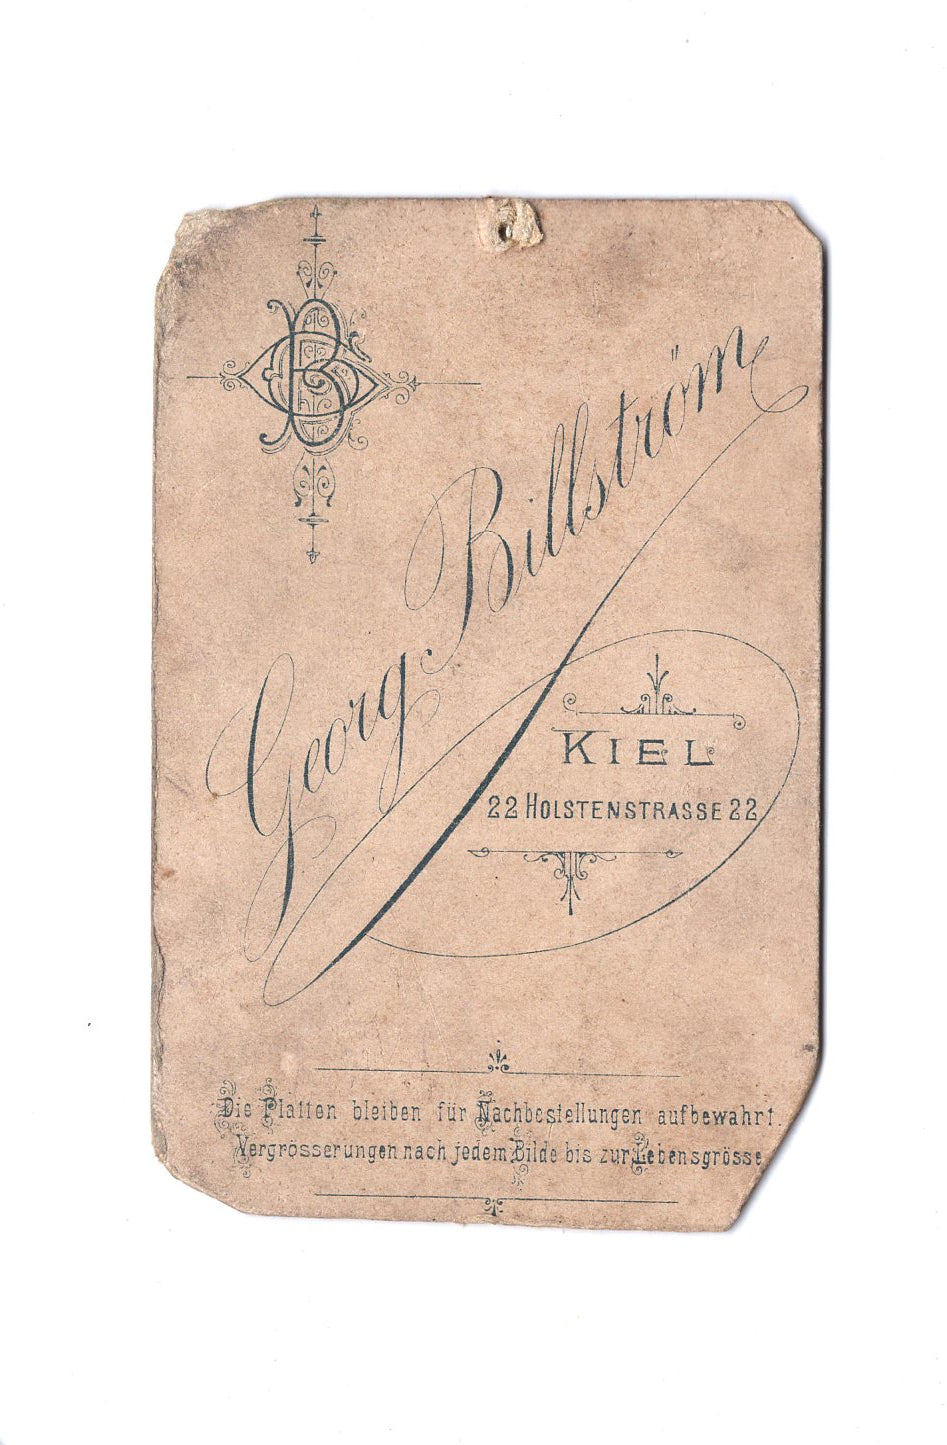 GB
Georg Billström
KIEL
22 HOLSTENSTRASSE 22
Die Platten bleiben für Nachbestellungen aufbewahrt.
Vergrösserungen nach jedem Bilde bis zur Lebensgrösse